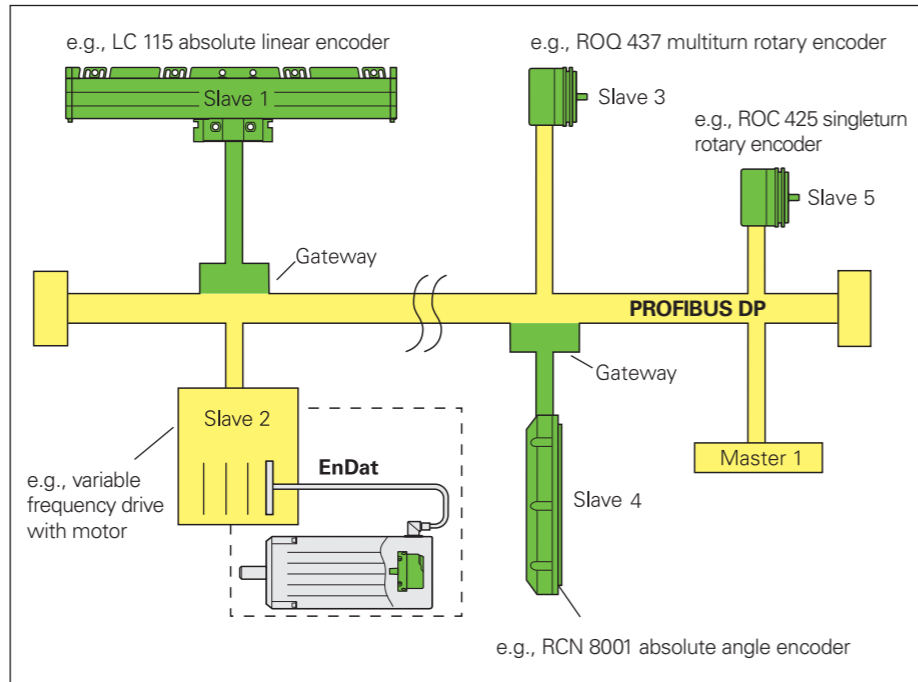 e.g., LC 115 absolute linear encoder
Slave 1
e.g., ROQ 437 multiturn rotary encoder
Slave 3
e.g., ROC 425 singleturn
rotary encoder
Slave 5
Gateway
PROFIBUS DP
Gateway
Slave 2
EnDat
e.g., variable
frequency drive
with motor
Master 1
Slave 4
e.g., RCN 8001 absolute angle encoder